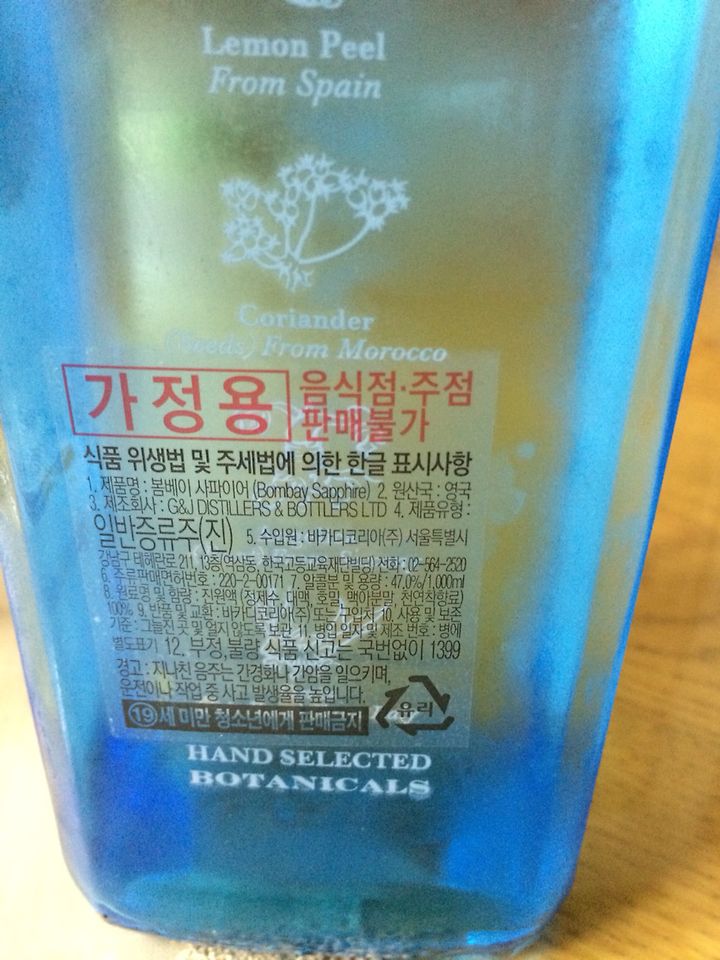 Lemon Peel
From Spain
Coriander
(Seeds) From Morocco
가정용 음식점·주점
판매불가
식품 위생법 및 주세법에 의한 한글 표시사항
1. 제품명 : 봄베이 사파이어 (Bombay Sapphire) 2. 원산국 : 영국
3. 제조회사 : G&J DISTILLERS & BOTTLERS LTD 4. 제품유형 :
일반증류주(진) 5. 수입원 : 바카디코리아(주) 서울특별시
강남구 테헤란로 211, 13층(역삼동, 한국고등교육재단빌딩) 전화 : 02-564-2520
6. 주류판매면허번호 : 220-2-00171 7. 알콜분 및 용량 : 47.0%/1,000ml
8. 원료명 및 함량 : 진원액 (정제수, 대맥, 호밀, 맥아분말, 천연착향료)
100% 9. 반품 및 교환 : 바카디코리아(주) 또는 구입처 10. 사용 및 보존
기준 : 그늘진 곳 및 얼지 않도록 보관 11. 병입 일자 및 제조 번호 : 병에
별도표기 12. 부정,불량 식품 신고는 국번없이 1399
경고 : 지나친 음주는 간경화나 간암을 일으키며,
운전이나 작업 중 사고 발생율을 높입니다.
19세 미만 청소년에게 판매금지 유리
HAND SELECTED
BOTANICALS